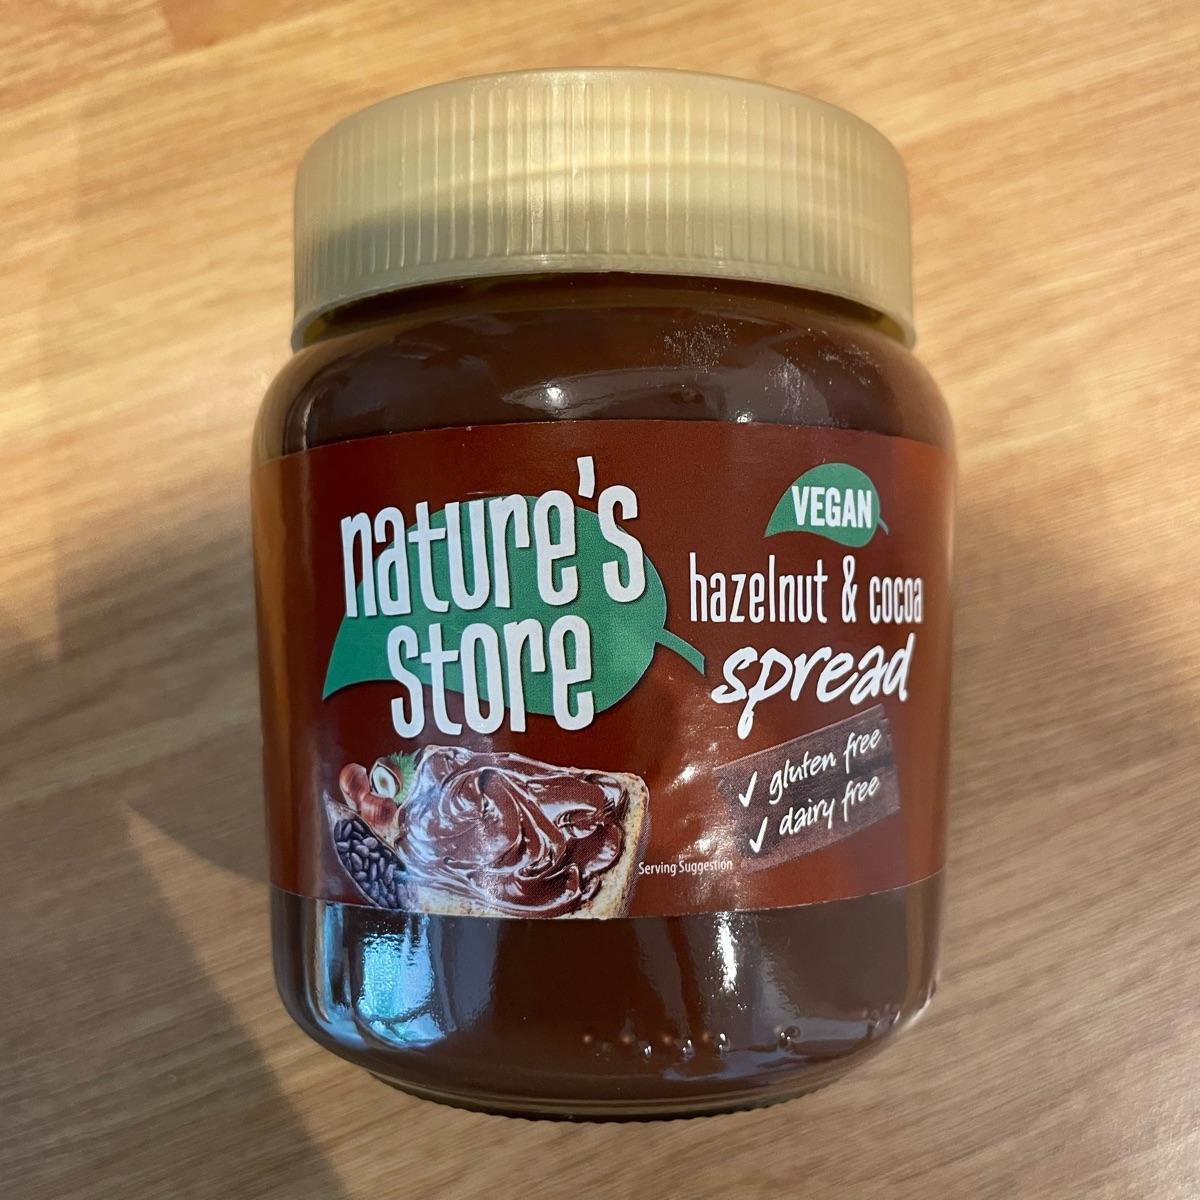 nature's
store
VEGAN
hazelnut & cocoa
spread
✓ gluten free
✓ dairy free
Serving Suggestion